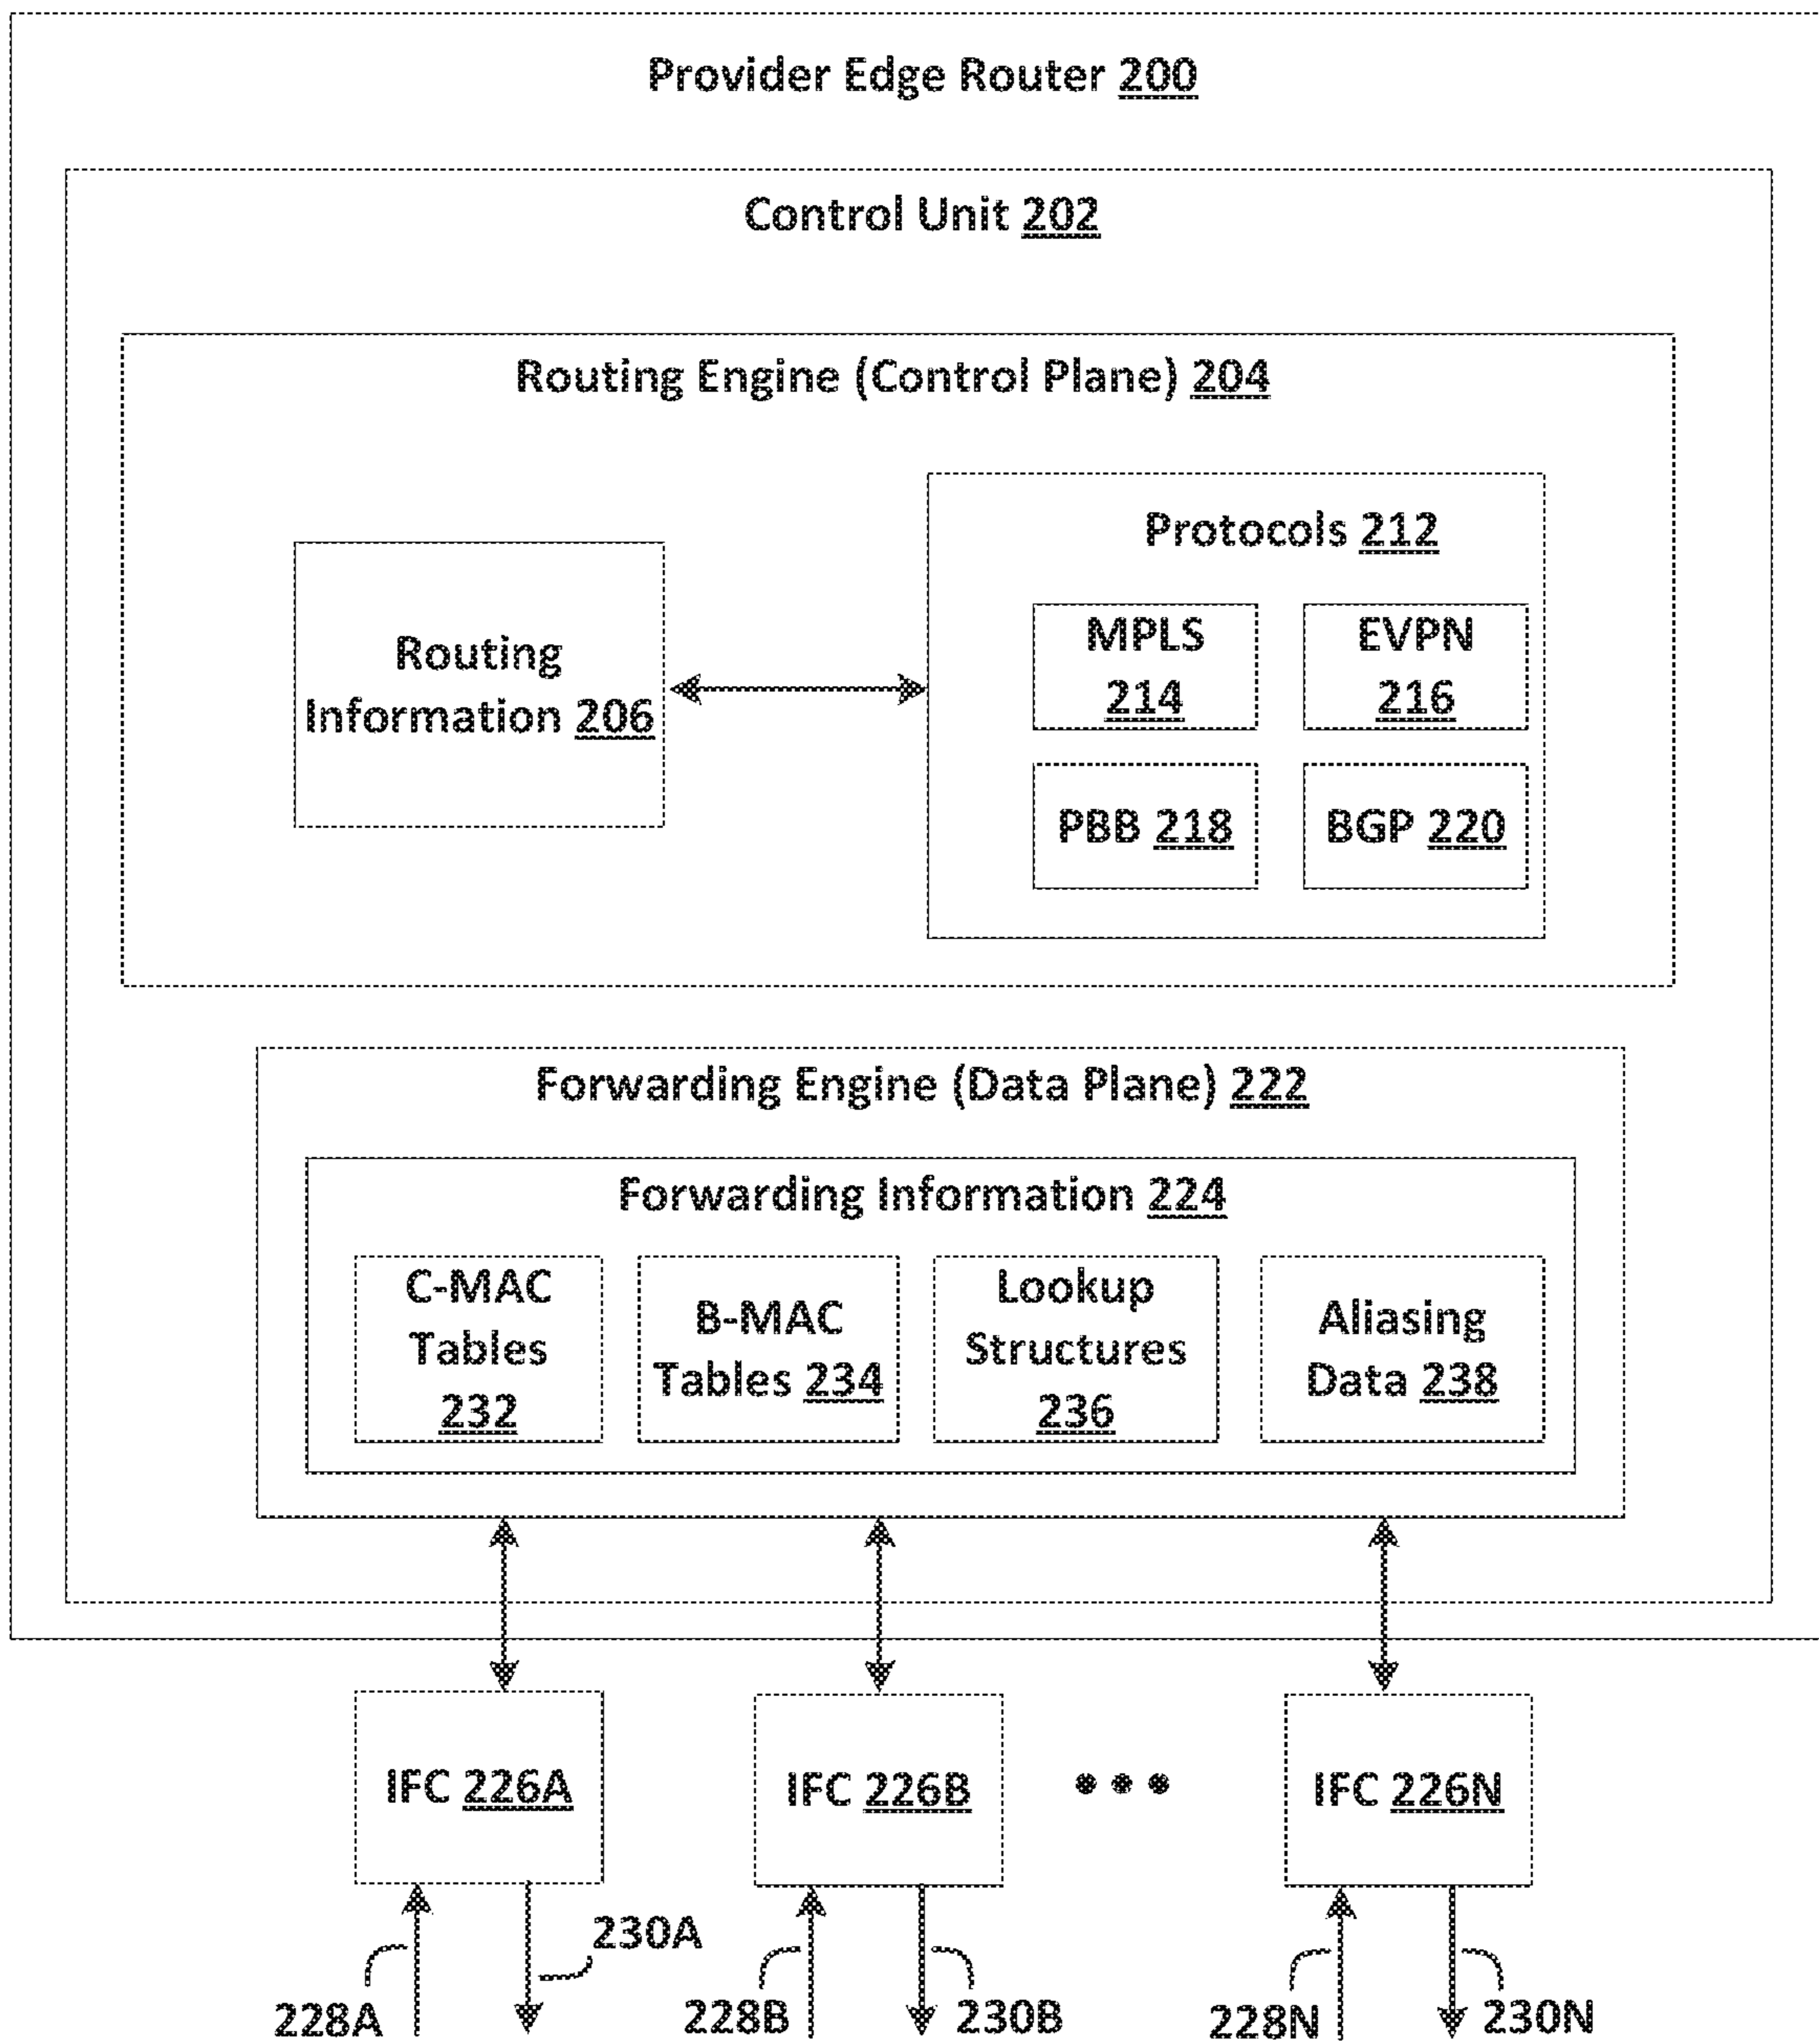 Provider Edge Router 200
Control Unit 202
Routing Engine (Control Plane) 204
Routing
Information 206
Protocols 212
MPLS
214
EVPN
216
PBB 218
BGP 220
Forwarding Engine (Data Plane) 222
Forwarding Information 224
C-MAC
Tables
232
B-MAC
Tables 234
Lookup
Structures
236
Aliasing
Data 238
IFC 226A
IFC 226B
IFC 226N
228A
230A
228B
230B
228N
230N